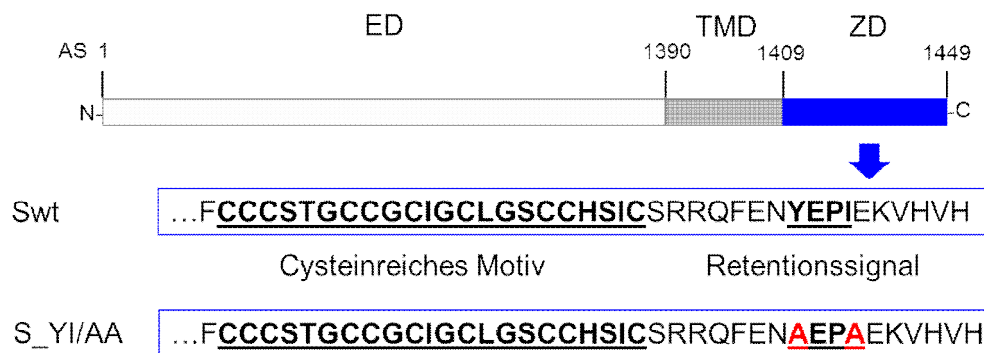 ED TMD ZD
AS 1 1390 1409 1449
N C
Swt ...FCCCSTGCCGCIGCLGSCCHSICSRRQFENYEPIEKVHVH
Cysteinreiches Motiv Retentionssignal
S_YI/AA ...FCCCSTGCCGCIGCLGSCCHSICSRRQFENAEPAEKVHVH